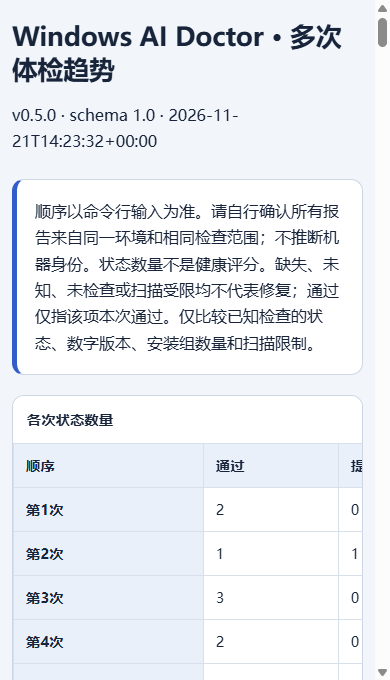 Windows AI Doctor • 多次
体检趋势
v0.5.0 · schema 1.0 · 2026-11-
21T14:23:32+00:00
顺序以命令行输入为准。请自行确认所有报
告来自同一环境和相同检查范围；不推断机
器身份。状态数量不是健康评分。缺失、未
知、未检查或扫描受限均不代表修复；通过
仅指该项本次通过。仅比较已知检查的状
态、数字版本、安装组数量和扫描限制。
各次状态数量
顺序 通过
第1次 2 0
第2次 1 1
第3次 3 0
第4次 2 0